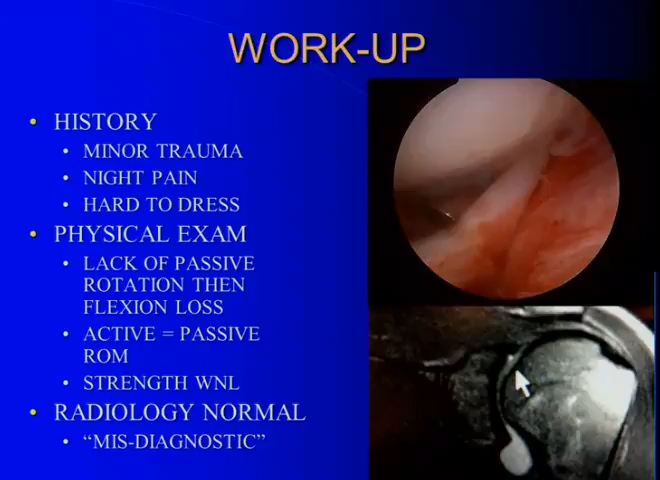 WORK-UP
• HISTORY
• MINOR TRAUMA
• NIGHT PAIN
• HARD TO DRESS
• PHYSICAL EXAM
• LACK OF PASSIVE
ROTATION THEN
FLEXION LOSS
• ACTIVE = PASSIVE
ROM
• STRENGTH WNL
• RADIOLOGY NORMAL
• “MIS-DIAGNOSTIC”